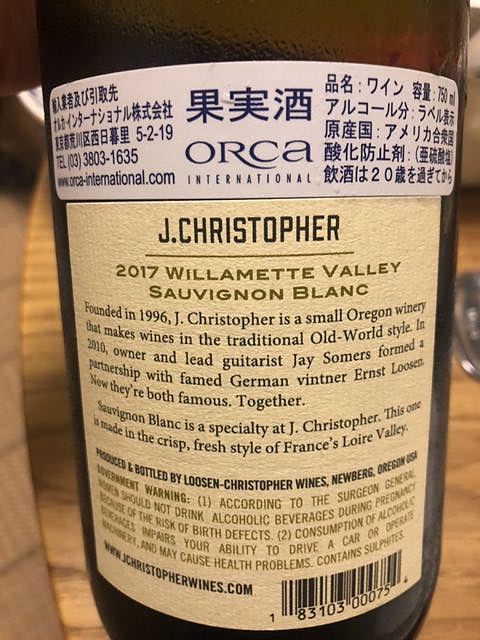 輸入業者及び引取先
オルカ・インターナショナル株式会社
東京都荒川区西日暮里 5-2-19
TEL (03) 3803-1635
www.orca-international.com
果実酒
ORCA
INTERNATIONAL
品名：ワイン 容量：750ml
アルコール分：ラベル表示
原産国：アメリカ合衆国
酸化防止剤：（亜硫酸塩）
飲酒は２０歳を過ぎてから
J.CHRISTOPHER
2017 WILLAMETTE VALLEY
SAUVIGNON BLANC
Founded in 1996, J. Christopher is a small Oregon winery
that makes wines in the traditional Old-World style. In
2010, owner and lead guitarist Jay Somers formed a
partnership with famed German vintner Ernst Loosen.
Now they're both famous. Together.
Sauvignon Blanc is a specialty at J. Christopher. This one
is made in the crisp, fresh style of France's Loire Valley.
PRODUCED & BOTTLED BY LOOSEN-CHRISTOPHER WINES, NEWBERG, OREGON USA
GOVERNMENT WARNING: (1) ACCORDING TO THE SURGEON GENERAL,
WOMEN SHOULD NOT DRINK ALCOHOLIC BEVERAGES DURING PREGNANCY
BECAUSE OF THE RISK OF BIRTH DEFECTS. (2) CONSUMPTION OF ALCOHOLIC
BEVERAGES IMPAIRS YOUR ABILITY TO DRIVE A CAR OR OPERATE
MACHINERY, AND MAY CAUSE HEALTH PROBLEMS. CONTAINS SULPHITES.
WWW.JCHRISTOPHERWINES.COM
1 83103 00075 4